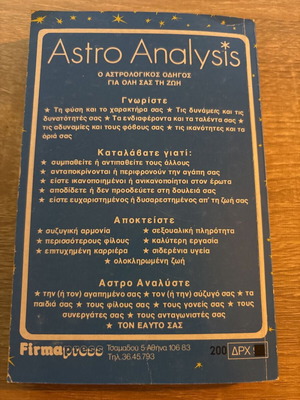 Astro Analysis
Ο ΑΣΤΡΟΛΟΓΙΚΟΣ ΟΔΗΓΟΣ
ΓΙΑ ΟΛΗ ΣΑΣ ΤΗ ΖΩΗ
Γνωρίστε
★ Τη φύση και το χαρακτήρα σας ★ Τις δυνάμεις και τις
δυνατότητές σας ★ Τα ενδιαφέροντα και τα ταλέντα σας ★
τις αδυναμίες και τους φόβους σας ★ τις ικανότητες και τα
όριά σας
Καταλάβατε γιατί:
★ συμπαθείτε ή αντιπαθείτε τους άλλους
★ ανταποκρίνονται ή περιφρονούν την αγάπη σας
★ είστε ικανοποιημένοι ή ανικανοποίητοι στον έρωτα
★ αποδίδετε ή δεν προοδεύετε στη δουλειά σας
★ είστε ευχαριστημένος ή δυσαρεστημένος απ' τη ζωή σας
Αποκτείστε
★ συζυγική αρμονία ★ σεξουαλική πληρότητα
★ περισσότερους φίλους ★ καλύτερη εργασία
★ επιτυχημένη καρριέρα ★ σιδερένια υγεία
★ ολοκληρωμένη ζωή
Αστρο Αναλύστε
★ την (ή τον) αγαπημένο σας ★ τον (ή την) σύζυγό σας ★ τα
παιδιά σας ★ τους φίλους σας ★ τους γονείς σας ★ τους
συνεργάτες σας ★ τους ανταγωνιστές σας
★ ΤΟΝ ΕΑΥΤΟ ΣΑΣ
Firmapress Τσαμαδού 5 Αθήνα 106 83
Τηλ. 36.45.793
200 ΔΡΧ